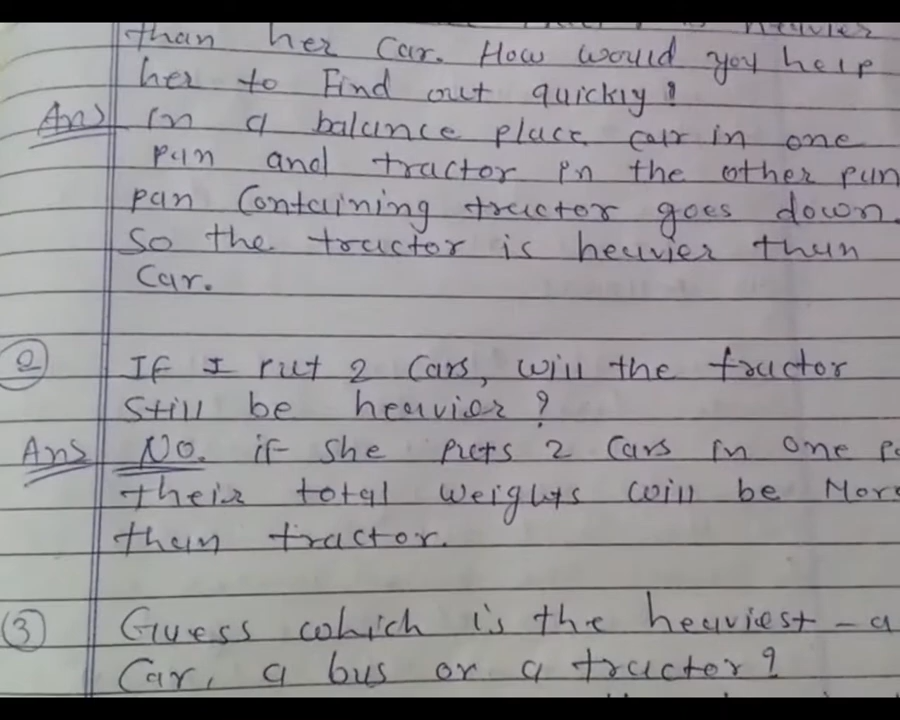 heavier
than her car. How would you help
her to Find out quickly?
Ans In a balance place car in one
pan and tractor in the other pan
pan Containing tractor goes down.
So the tractor is heavier than
Car.
② If I put 2 Cars, will the tractor
Still be heavier?
Ans No. if she puts 2 Cars in one
their total weights will be More
than tractor.
③ Guess which is the heaviest - a
Car, a bus or a tractor?